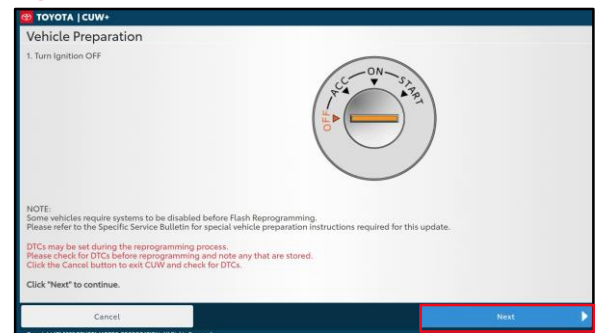 TOYOTA | CUW+
Vehicle Preparation
1. Turn Ignition OFF
OFF
ACC
ON
START
NOTE:
Some vehicles require systems to be disabled before Flash Reprogramming.
Please refer to the Specific Service Bulletin for special vehicle preparation instructions required for this update.
DTCs may be set during the reprogramming process.
Please check for DTCs before reprogramming and note any that are stored.
Click the Cancel button to exit CUW and check for DTCs.
Click "Next" to continue.
Cancel
Next